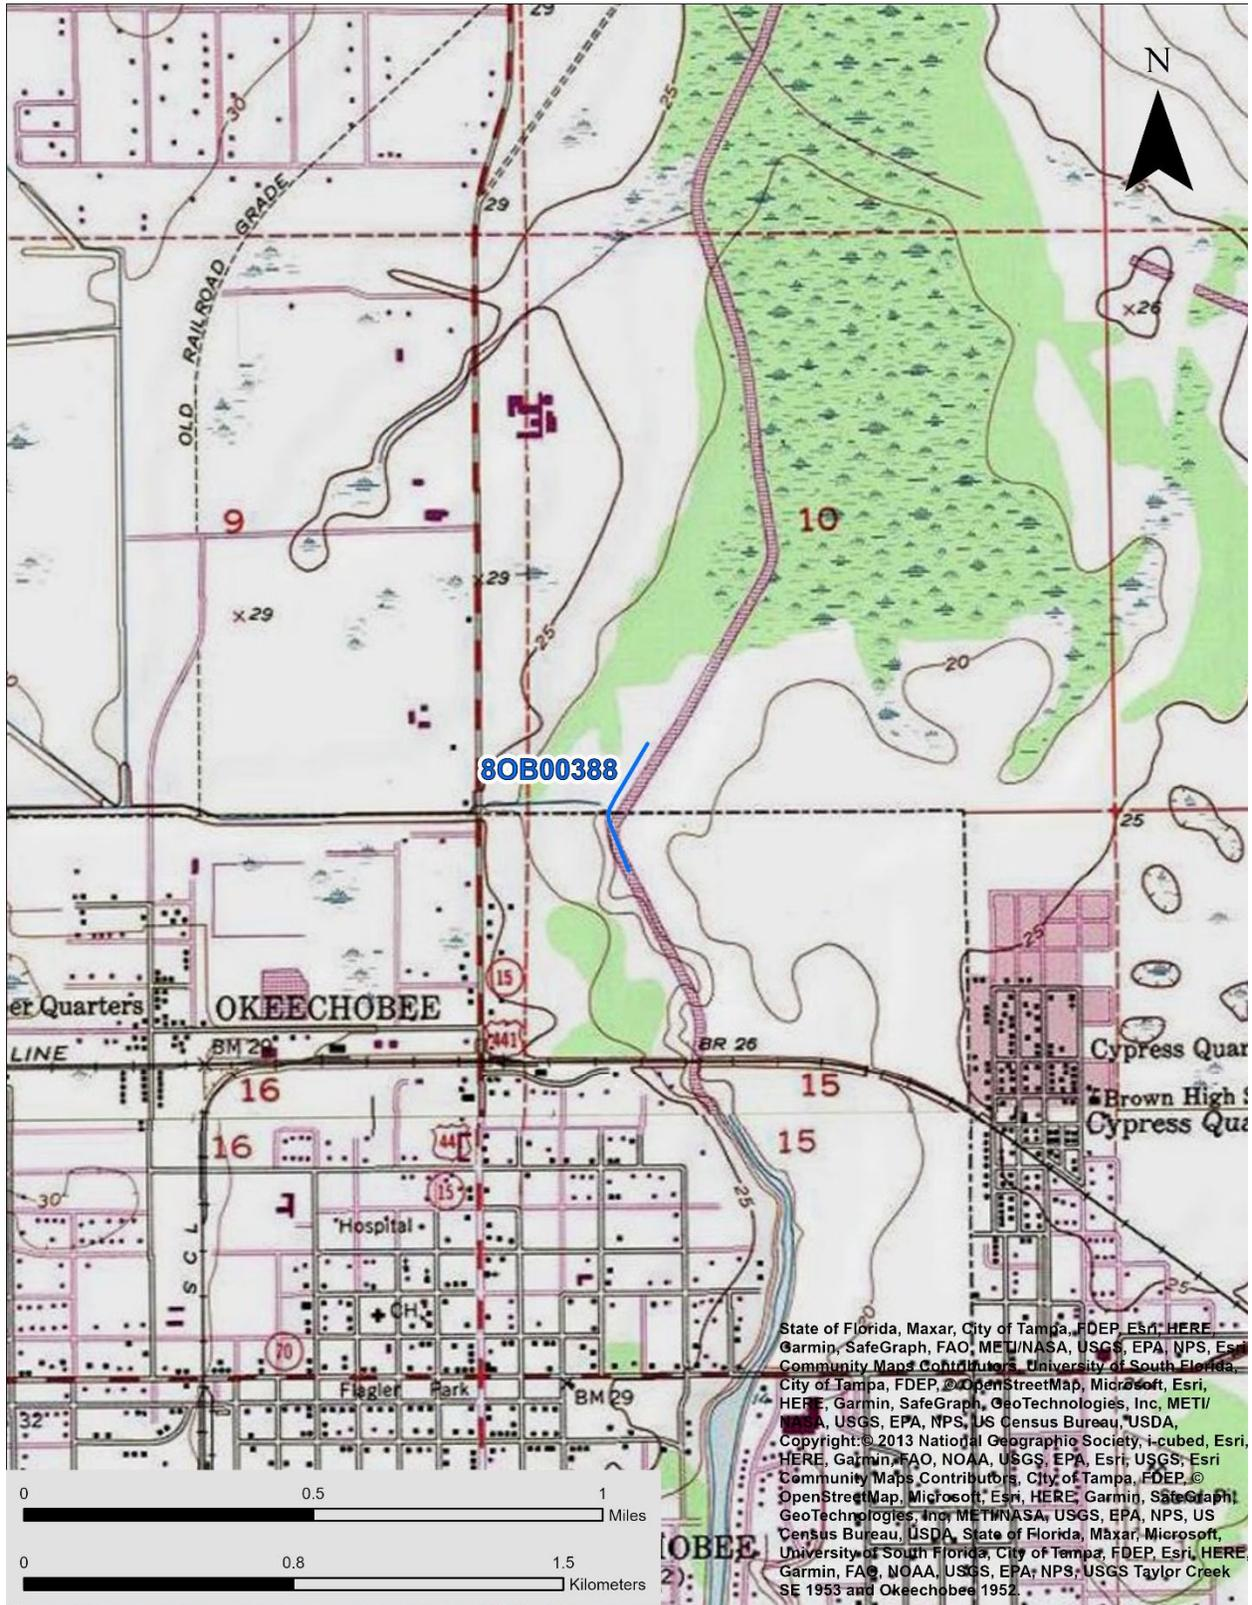 29
N
30
25
GRADE
29
RAILROAD
×26
OLD
9
10
×29
×29
25
20
8OB00388
25
25
15
er Quarters
OKEECHOBEE
441
LINE
BM 29
BR 26
Cypress Quar
16
15
Brown High S
Cypress Qua
44
16
15
30
15
25
Hospital
S C L
25
CH.
20
70
Flagler Park
BM 29
32
14
State of Florida, Maxar, City of Tampa, FDEP, Esri, HERE,
Garmin, SafeGraph, FAO, METI/NASA, USGS, EPA, NPS, Esri
Community Maps Contributors, University of South Florida,
City of Tampa, FDEP, © OpenStreetMap, Microsoft, Esri,
HERE, Garmin, SafeGraph, GeoTechnologies, Inc, METI/
NASA, USGS, EPA, NPS, US Census Bureau, USDA,
Copyright:© 2013 National Geographic Society, i-cubed, Esri,
HERE, Garmin, FAO, NOAA, USGS, EPA, Esri, USGS; Esri
Community Maps Contributors, City of Tampa, FDEP, ©
OpenStreetMap, Microsoft, Esri, HERE, Garmin, SafeGraph,
GeoTechnologies, Inc, METI/NASA, USGS, EPA, NPS, US
Census Bureau, USDA, State of Florida, Maxar, Microsoft,
University of South Florida, City of Tampa, FDEP, Esri, HERE,
Garmin, FAO, NOAA, USGS, EPA, NPS, USGS Taylor Creek
SE 1953 and Okeechobee 1952.
0 0.5 1
Miles
0 0.8 1.5
Kilometers
HOBEE
2)